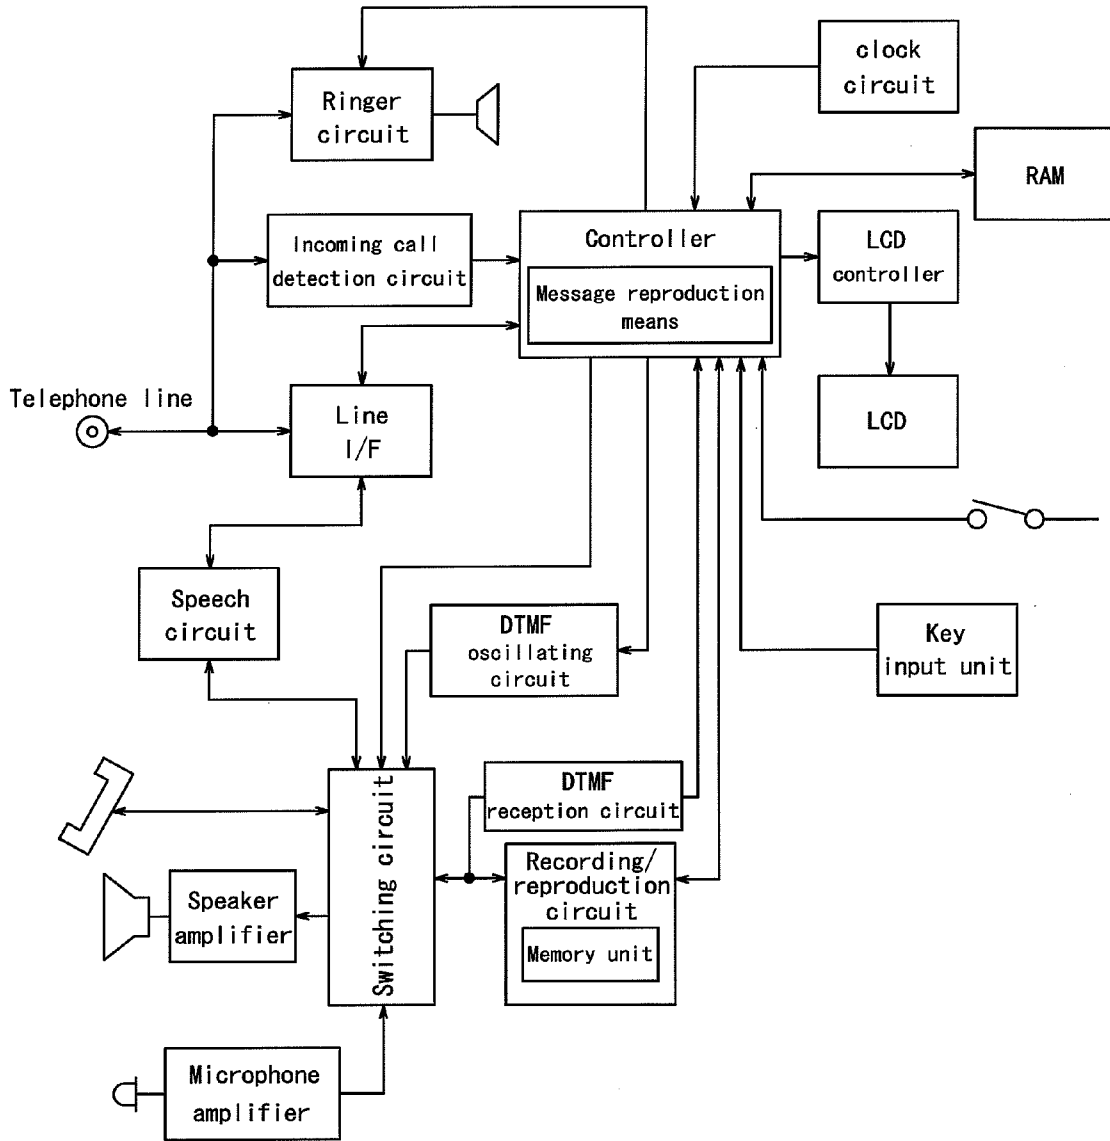 clock
circuit
Ringer
circuit
RAM
Controller
LCD
controller
Incoming call
detection circuit
Message reproduction
means
Telephone line
Line
I/F
LCD
Speech
circuit
DTMF
oscillating
circuit
Key
input unit
Switching circuit
DTMF
reception circuit
Recording/
reproduction
circuit
Memory unit
Speaker
amplifier
Microphone
amplifier